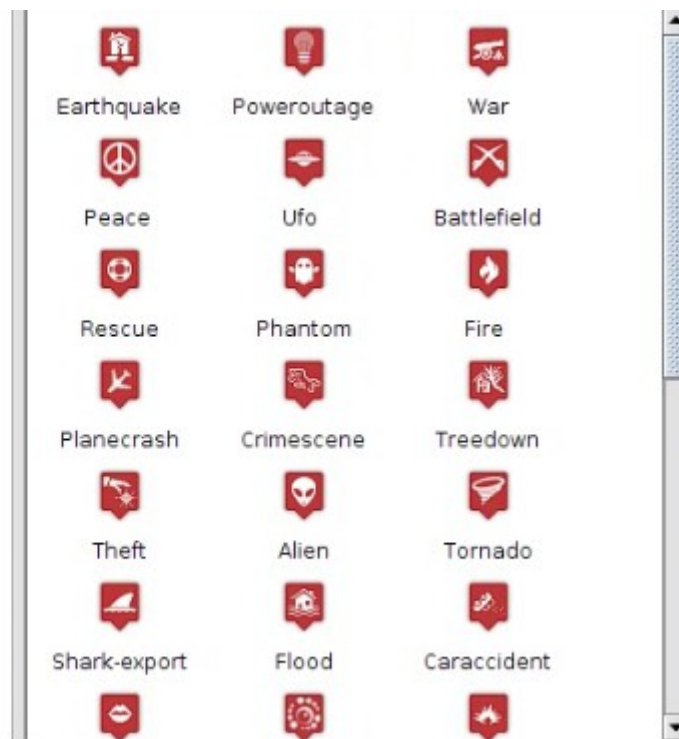 Earthquake Poweroutage War
Peace Ufo Battlefield
Rescue Phantom Fire
Planecrash Crimescene Treedown
Theft Alien Tornado
Shark-export Flood Caraccident